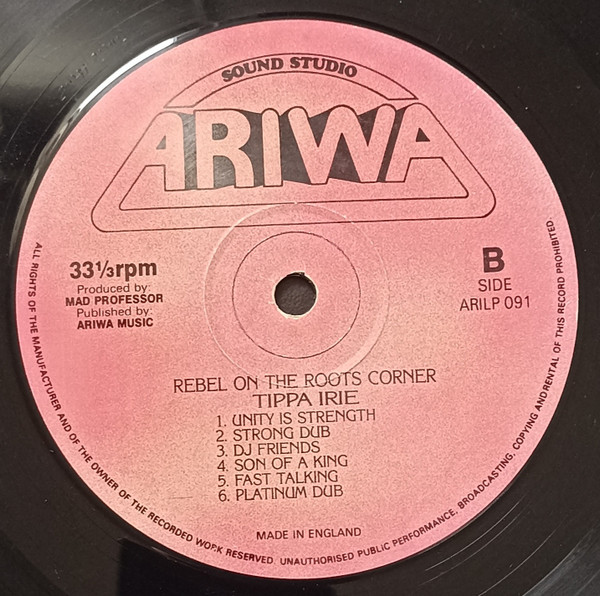 SOUND STUDIO
ARIWA
33⅓rpm
Produced by:
MAD PROFESSOR
Published by:
ARIWA MUSIC
B
SIDE
ARILP 091
REBEL ON THE ROOTS CORNER
TIPPA IRIE
1. UNITY IS STRENGTH
2. STRONG DUB
3. DJ FRIENDS
4. SON OF A KING
5. FAST TALKING
6. PLATINUM DUB
MADE IN ENGLAND
ALL RIGHTS OF THE MANUFACTURER AND OF THE OWNER OF THE RECORDED WORK RESERVED. UNAUTHORISED PUBLIC PERFORMANCE, BROADCASTING, COPYING ANDRENTAL OF THIS RECORD PROHIBITED.